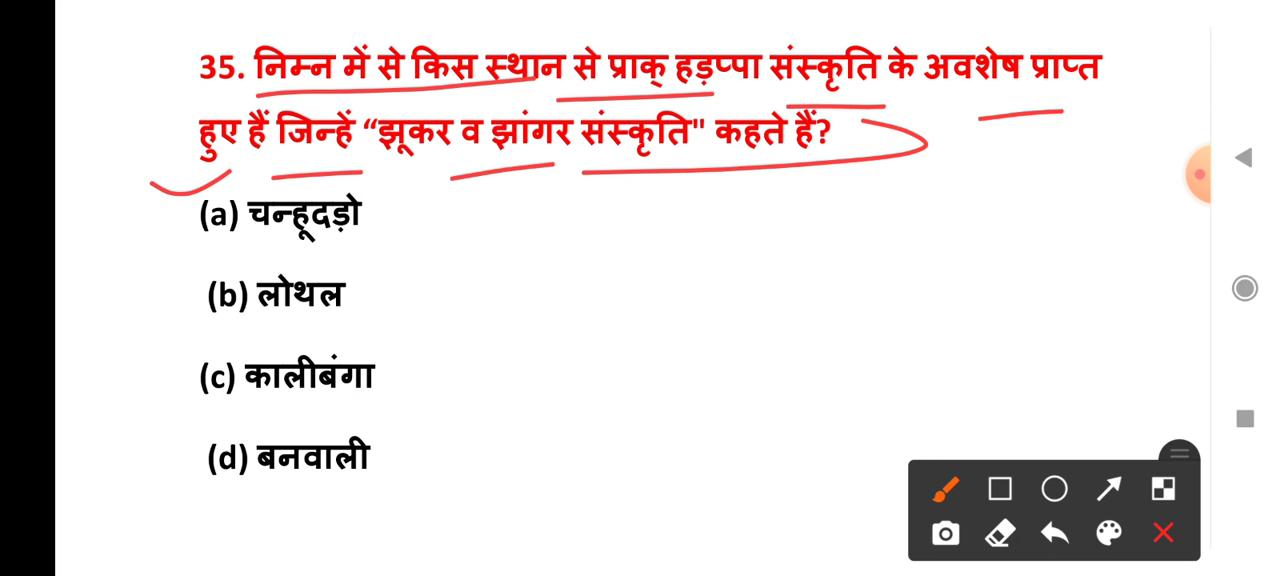 35. निम्न में से किस स्थान से प्राक् हड़प्पा संस्कृति के अवशेष प्राप्त
हुए हैं जिन्हें “झूकर व झांगर संस्कृति" कहते हैं?
(a) चन्हूदड़ो
(b) लोथल
(c) कालीबंगा
(d) बनवाली